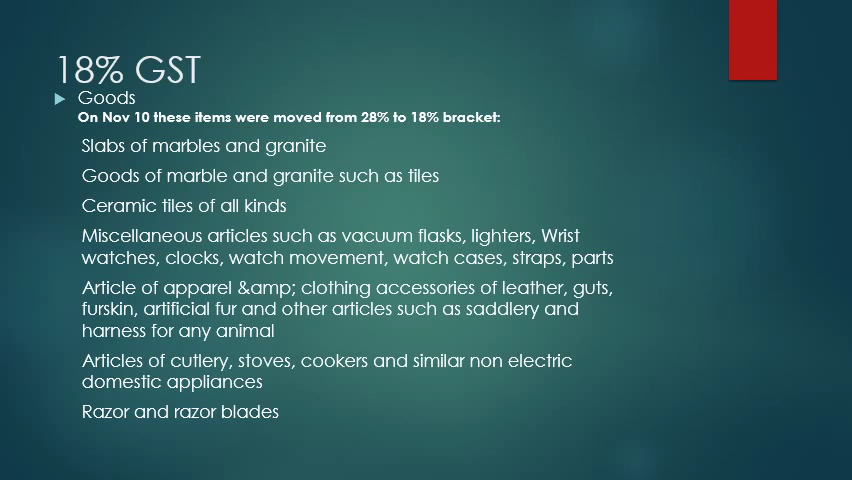 18% GST
Goods
On Nov 10 these items were moved from 28% to 18% bracket:
Slabs of marbles and granite
Goods of marble and granite such as tiles
Ceramic tiles of all kinds
Miscellaneous articles such as vacuum flasks, lighters, Wrist
watches, clocks, watch movement, watch cases, straps, parts
Article of apparel &amp; clothing accessories of leather, guts,
furskin, artificial fur and other articles such as saddlery and
harness for any animal
Articles of cutlery, stoves, cookers and similar non electric
domestic appliances
Razor and razor blades